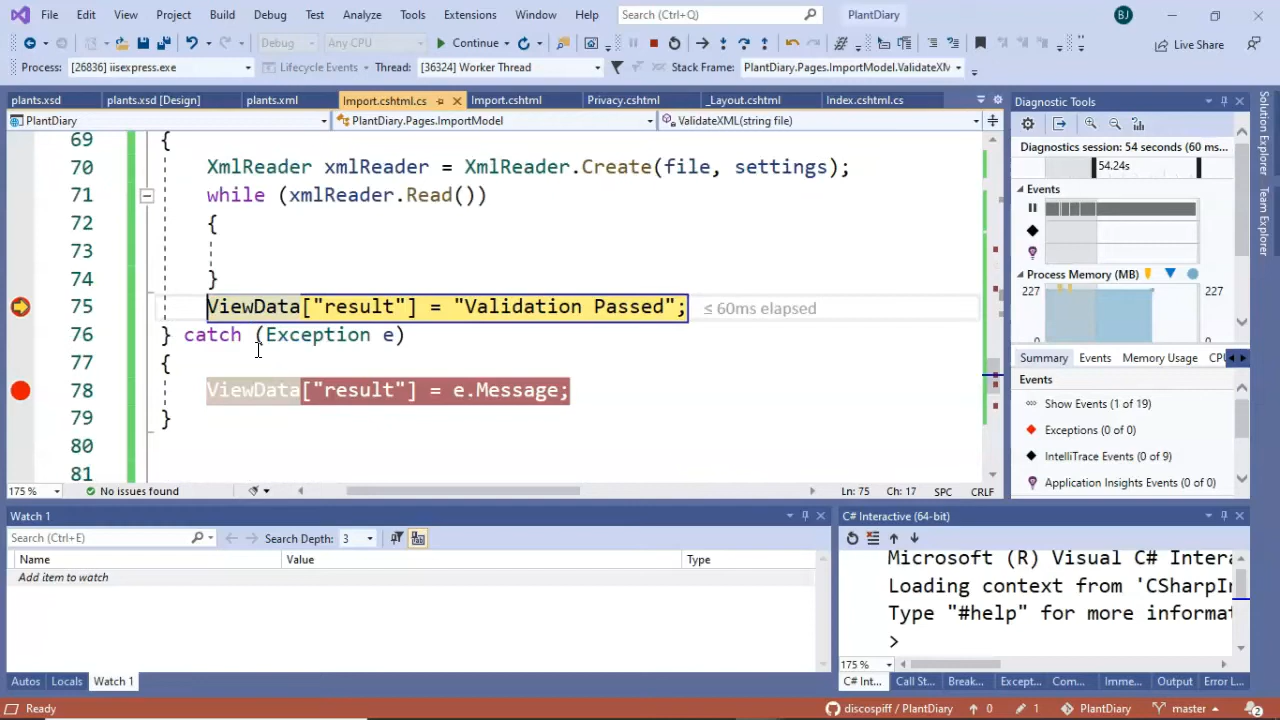 File Edit View Project Build Debug Test Analyze Tools Extensions Window Help Search (Ctrl+Q) PlantDiary BJ
Debug Any CPU Continue Live Share
Process: [26836] iisexpress.exe Lifecycle Events Thread: [36324] Worker Thread Stack Frame: PlantDiary.Pages.ImportModel.ValidateXM
plants.xsd plants.xsd [Design] plants.xml Import.cshtml.cs Import.cshtml Privacy.cshtml _Layout.cshtml Index.cshtml.cs
PlantDiary PlantDiary.Pages.ImportModel ValidateXML(string file)
69 {
70 XmlReader xmlReader = XmlReader.Create(file, settings);
71 while (xmlReader.Read())
72 {
73
74 }
75 ViewData["result"] = "Validation Passed"; ≤ 60ms elapsed
76 } catch (Exception e)
77 {
78 ViewData["result"] = e.Message;
79 }
80
81
175 % No issues found Ln: 75 Ch: 17 SPC CRLF
Diagnostic Tools
Diagnostics session: 54 seconds (60 m...
54.24s
Events
Process Memory (MB)
227 227
0 0
Summary Events Memory Usage CPU
Events
Show Events (1 of 19)
Exceptions (0 of 0)
IntelliTrace Events (0 of 9)
Application Insights Events (0 of 0)
Solution Explorer
Team Explorer
Watch 1
Search (Ctrl+E) Search Depth: 3
Name Value Type
Add item to watch
Autos Locals Watch 1
C# Interactive (64-bit)
Microsoft (R) Visual C# Intera
Loading context from 'CSharpIn
Type "#help" for more informat
>
175 %
C# Int... Call St... Break... Except... Com... Imme... Output Error L...
Ready discospiff / PlantDiary 0 1 PlantDiary master 2